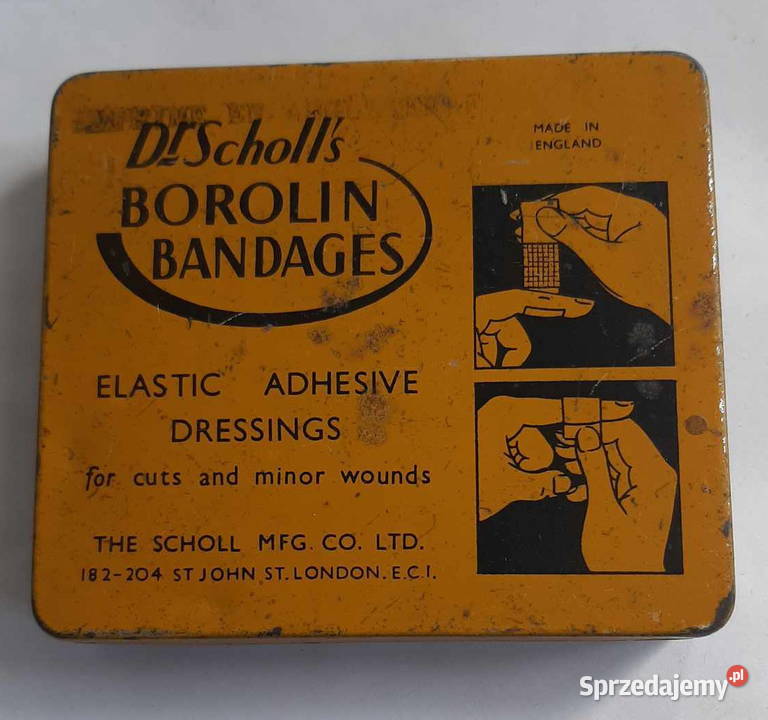 Dr Scholl's
BOROLIN
BANDAGES
MADE IN
ENGLAND
ELASTIC ADHESIVE
DRESSINGS
for cuts and minor wounds
THE SCHOLL MFG. CO. LTD.
182-204 ST JOHN ST. LONDON. E.C.1.
Sprzedajemy.pl